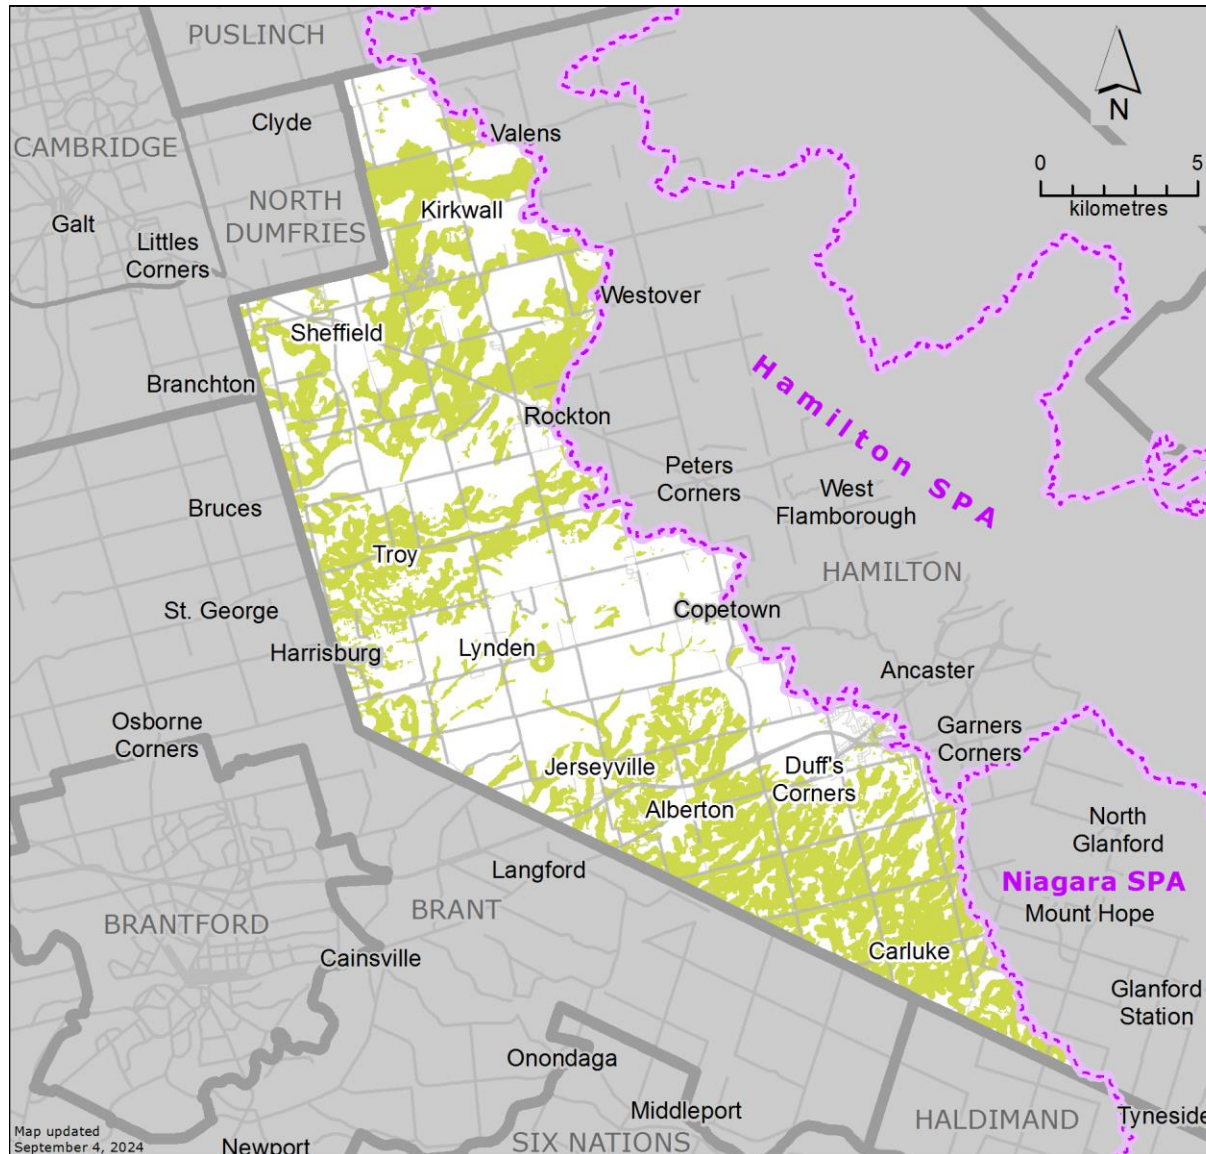 PUSLINCH
N
Clyde
Valens
CAMBRIDGE
0 5
kilometres
NORTH
DUMFRIES
Kirkwall
Galt
Littles
Corners
Westover
Sheffield
Branchton
Hamilton SPA
Rockton
Peters
Corners
West
Flamborough
Bruces
Troy
HAMILTON
St. George
Copetown
Harrisburg
Lynden
Ancaster
Osborne
Corners
Garners
Corners
Jerseyville
Duff's
Corners
Alberton
North
Glanford
Langford
Niagara SPA
BRANTFORD
BRANT
Mount Hope
Cainsville
Carluke
Glanford
Station
Onondaga
Middleport
HALDIMAND
Tyneside
Map updated
September 4, 2024
Newport
SIX NATIONS